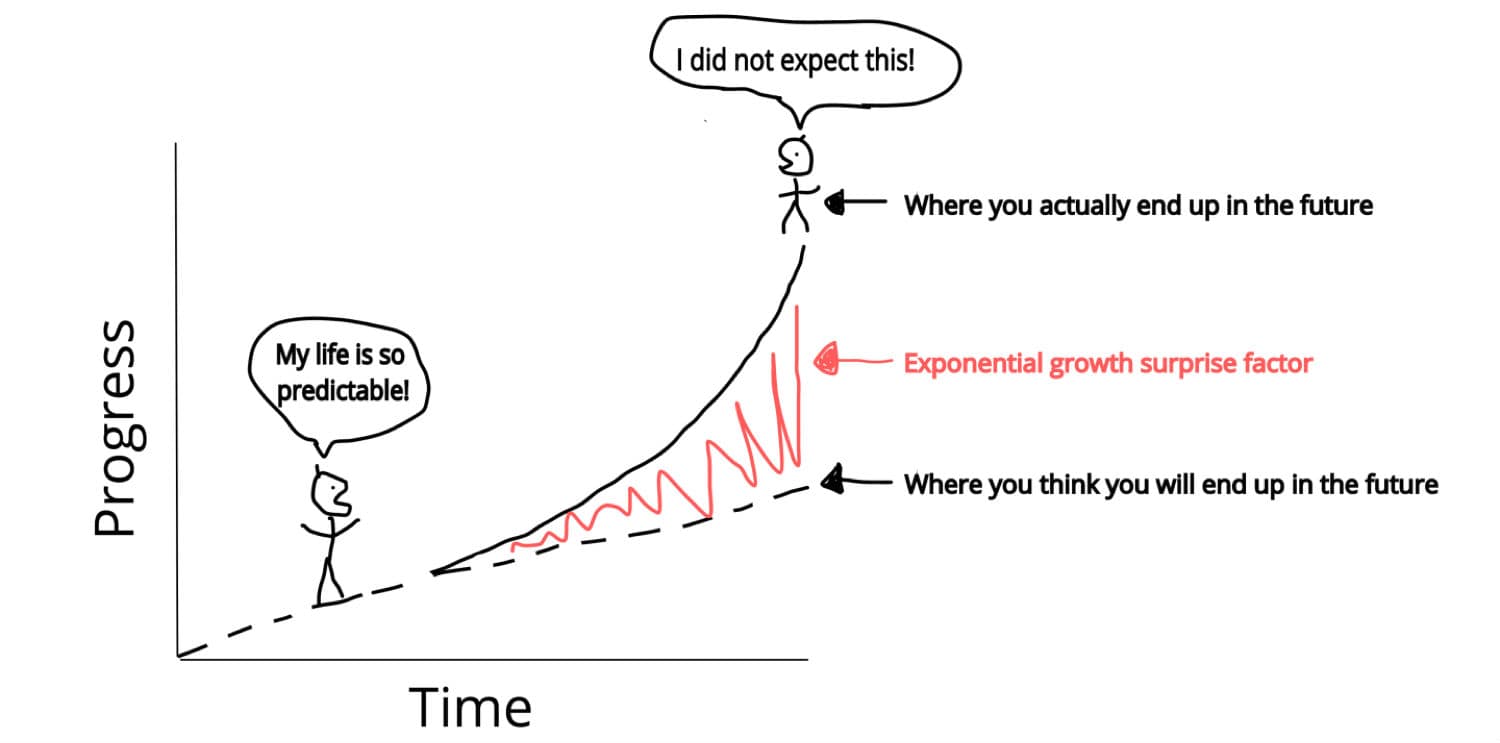 I did not expect this!
Where you actually end up in the future
My life is so
predictable!
Exponential growth surprise factor
Where you think you will end up in the future
Progress
Time